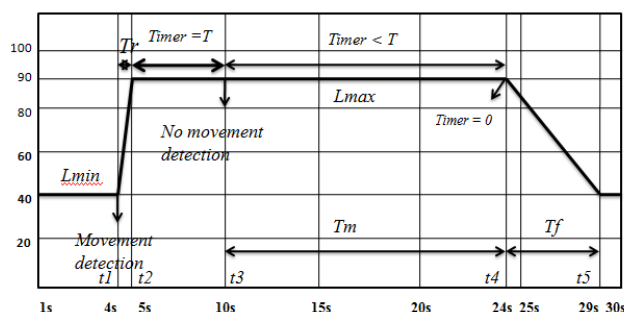 100
90
80
60
40
20
Tr
Timer =T
Timer < T
Lmax
Timer = 0
No movement
detection
Lmin
Movement
detection
Tm
Tf
t1
t2
t3
t4
t5
1s
4s
5s
10s
15s
20s
24s
25s
29s
30s